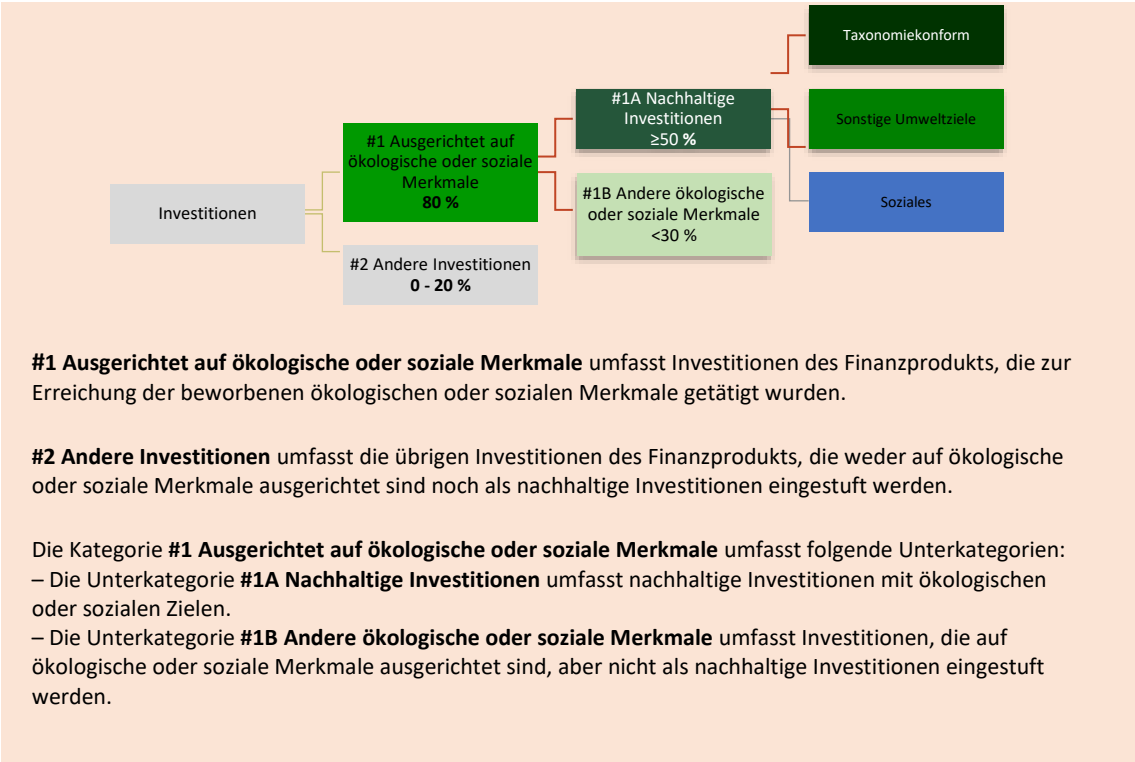 Taxonomiekonform
#1A Nachhaltige
Investitionen
≥50 %
Sonstige Umweltziele
#1 Ausgerichtet auf
ökologische oder soziale
Merkmale
80 %
#1B Andere ökologische
oder soziale Merkmale
<30 %
Soziales
Investitionen
#2 Andere Investitionen
0 - 20 %
#1 Ausgerichtet auf ökologische oder soziale Merkmale umfasst Investitionen des Finanzprodukts, die zur
Erreichung der beworbenen ökologischen oder sozialen Merkmale getätigt wurden.
#2 Andere Investitionen umfasst die übrigen Investitionen des Finanzprodukts, die weder auf ökologische
oder soziale Merkmale ausgerichtet sind noch als nachhaltige Investitionen eingestuft werden.
Die Kategorie #1 Ausgerichtet auf ökologische oder soziale Merkmale umfasst folgende Unterkategorien:
– Die Unterkategorie #1A Nachhaltige Investitionen umfasst nachhaltige Investitionen mit ökologischen
oder sozialen Zielen.
– Die Unterkategorie #1B Andere ökologische oder soziale Merkmale umfasst Investitionen, die auf
ökologische oder soziale Merkmale ausgerichtet sind, aber nicht als nachhaltige Investitionen eingestuft
werden.